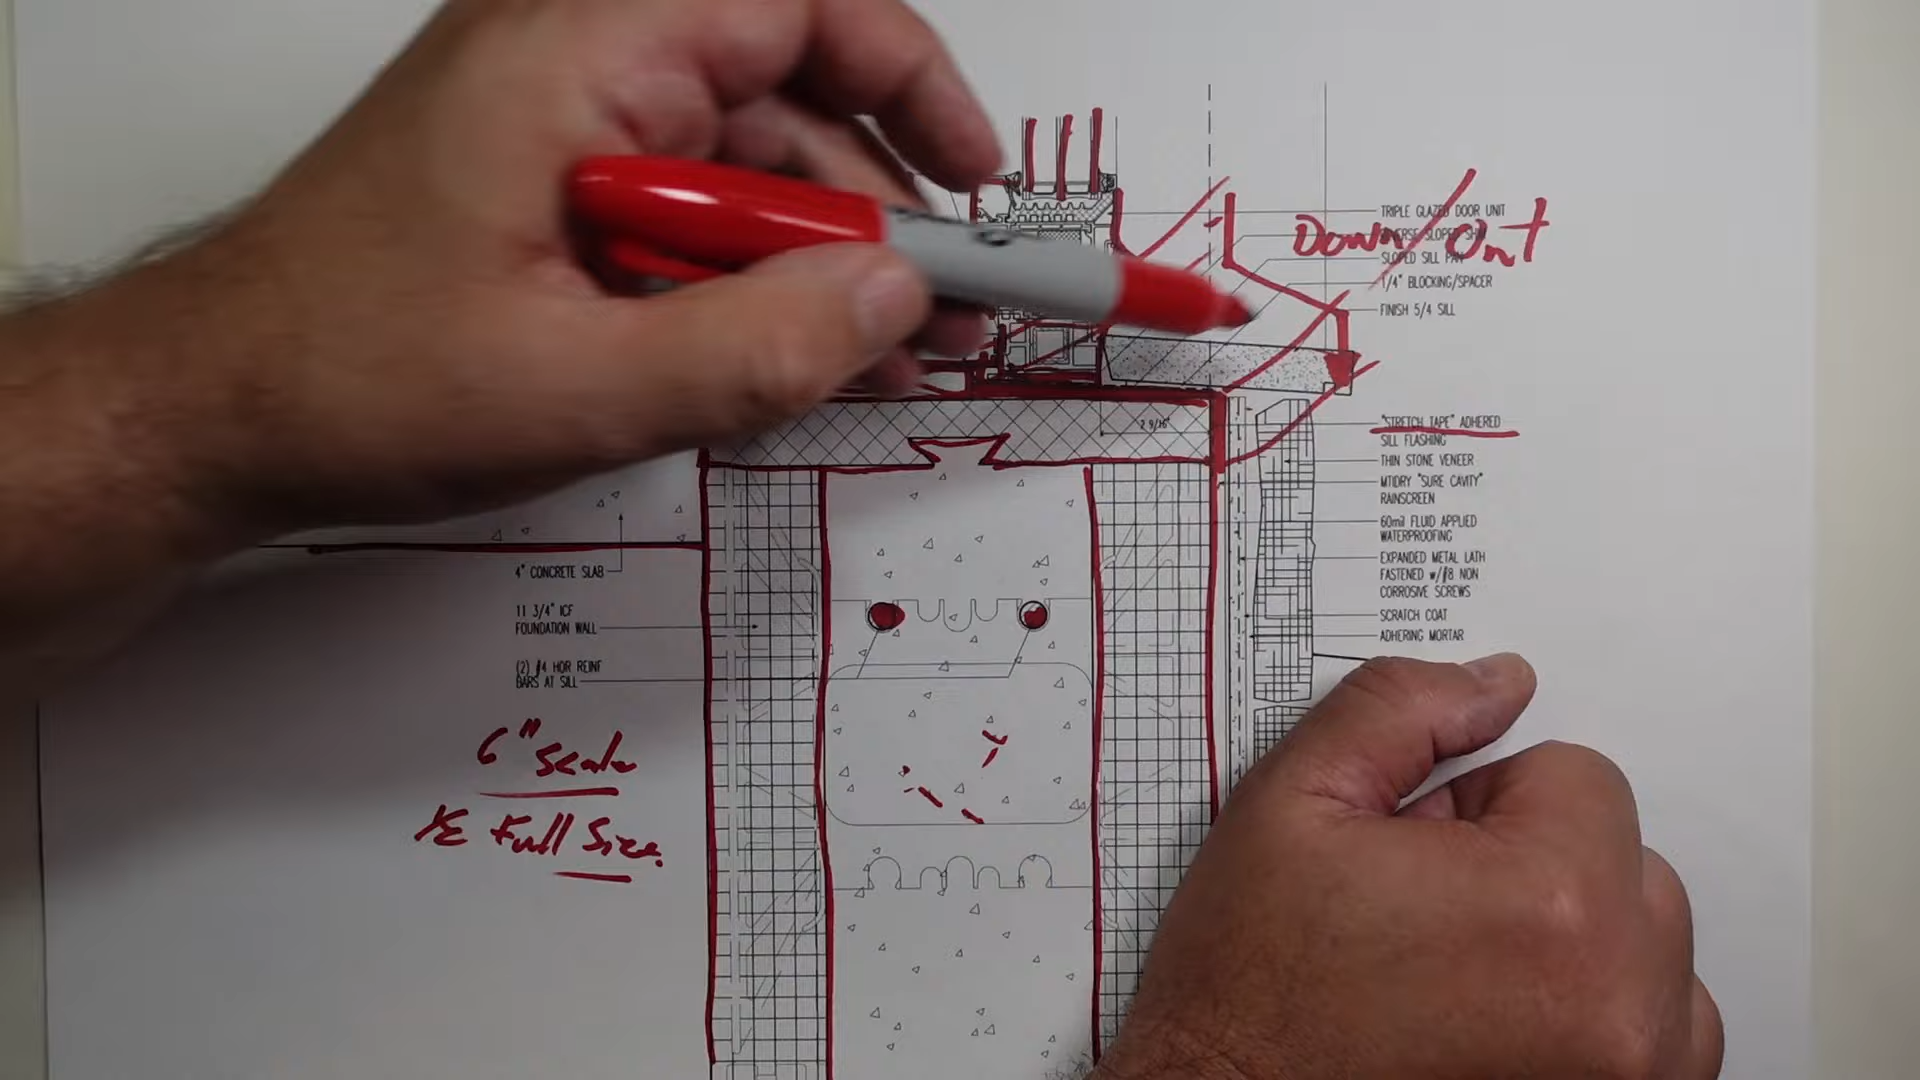 TRIPLE GLAZED DOOR UNIT
Down/Out
SLOPED SILL PAN
1/4" BLOCKING/SPACER
FINISH 5/4 SILL
2 9/16"
"STRETCH TAPE" ADHERED
SILL FLASHING
THIN STONE VENEER
MTIDRY "SURE CAVITY"
RAINSCREEN
60mil FLUID APPLIED
WATERPROOFING
EXPANDED METAL LATH
FASTENED w/#8 NON
CORROSIVE SCREWS
SCRATCH COAT
ADHERING MORTAR
4" CONCRETE SLAB
11 3/4" ICF
FOUNDATION WALL
(2) #4 HOR REINF
BARS AT SILL
6" Scale
Full Size.